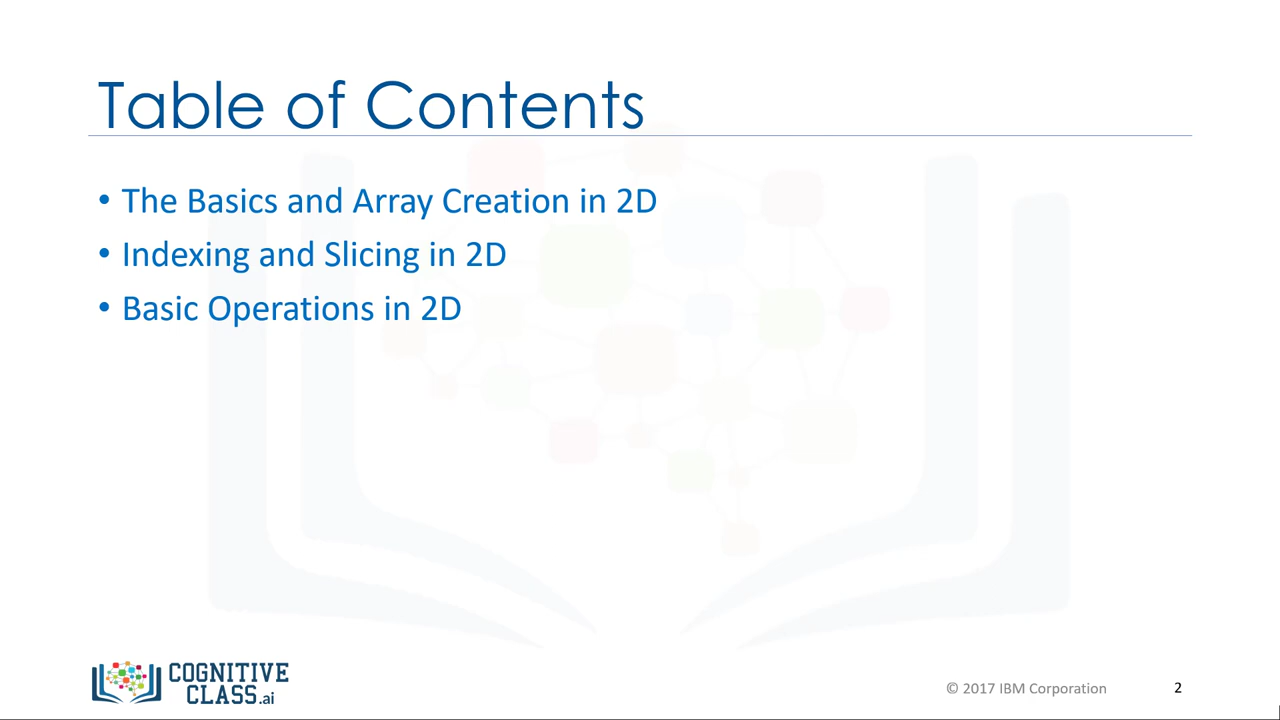 Table of Contents
• The Basics and Array Creation in 2D
• Indexing and Slicing in 2D
• Basic Operations in 2D
COGNITIVE
CLASS.ai
© 2017 IBM Corporation
2